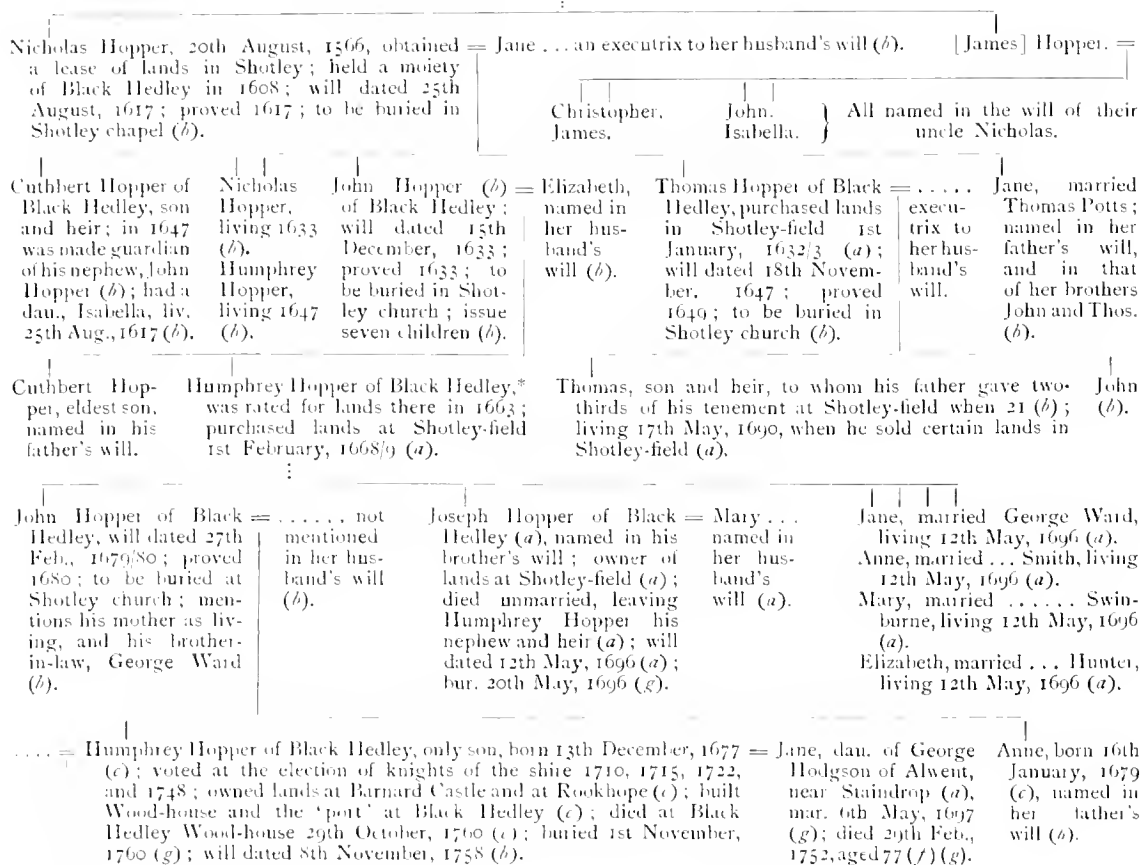 Nicholas Hopper, 20th August, 1566, obtained = Jane ... an executrix to her husband's will (b). [James] Hopper. =
a lease of lands in Shotley; held a moiety
of Black Hedley in 1608; will dated 25th
August, 1617; proved 1617; to be buried in
Shotley chapel (b).
Christopher. John. } All named in the will of their
James. Isabella. uncle Nicholas.
Cuthbert Hopper of
Black Hedley, son
and heir; in 1647
was made guardian
of his nephew, John
Hopper (b); had a
dau., Isabella, liv.
25th Aug., 1617 (b).
Nicholas
Hopper,
living 1633
(b).
Humphrey
Hopper,
living 1647
(b).
John Hopper (b) =
of Black Hedley;
will dated 15th
December, 1633;
proved 1633; to
be buried in Shot-
ley church; issue
seven children (b).
Elizabeth,
named in
her hus-
band's
will (b).
Thomas Hopper of Black =
Hedley, purchased lands
in Shotley-field 1st
January, 1632/3 (a);
will dated 18th Novem-
ber, 1647; proved
1649; to be buried in
Shotley church (b).
.....
execu-
trix to
her hus-
band's
will.
Jane, married
Thomas Potts;
named in her
father's will,
and in that
of her brothers
John and Thos.
(b).
Cuthbert Hop-
per, eldest son,
named in his
father's will.
Humphrey Hopper of Black Hedley,*
was rated for lands there in 1663;
purchased lands at Shotley-field
1st February, 1668/9 (a).
Thomas, son and heir, to whom his father gave two-
thirds of his tenement at Shotley-field when 21 (b);
living 17th May, 1690, when he sold certain lands in
Shotley-field (a).
John
(b).
John Hopper of Black =
Hedley, will dated 27th
Feb., 1679/80; proved
1680; to be buried at
Shotley church; men-
tions his mother as liv-
ing, and his brother-
in-law, George Ward
(b).
......, not
mentioned
in her hus-
band's will
(b).
Joseph Hopper of Black =
Hedley (a), named in his
brother's will; owner of
lands at Shotley-field (a);
died unmarried, leaving
Humphrey Hopper his
nephew and heir (a); will
dated 12th May, 1696 (a);
bur. 20th May, 1696 (g).
Mary ...
named in
her hus-
band's
will (a).
Jane, married George Ward,
living 12th May, 1696 (a).
Anne, married ... Smith, living
12th May, 1696 (a).
Mary, married ...... Swin-
burne, living 12th May, 1696
(a).
Elizabeth, married ... Hunter,
living 12th May, 1696 (a).
.... = Humphrey Hopper of Black Hedley, only son, born 13th December, 1677 =
(c); voted at the election of knights of the shire 1710, 1715, 1722,
and 1748; owned lands at Barnard Castle and at Rookhope (c); built
Wood-house and the 'port' at Black Hedley (c); died at Black
Hedley Wood-house 29th October, 1760 (c); buried 1st November,
1760 (g); will dated 8th November, 1758 (b).
Jane, dau. of George
Hodgson of Alwent,
near Staindrop (a),
mar. 6th May, 1697
(g); died 29th Feb.,
1752, aged 77 (f) (g).
Anne, born 16th
January, 1679
(c), named in
her father's
will (b).